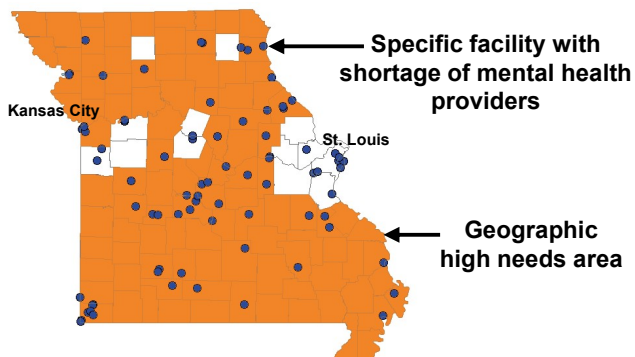 Specific facility with
shortage of mental health
providers
Kansas City
St. Louis
Geographic
high needs area